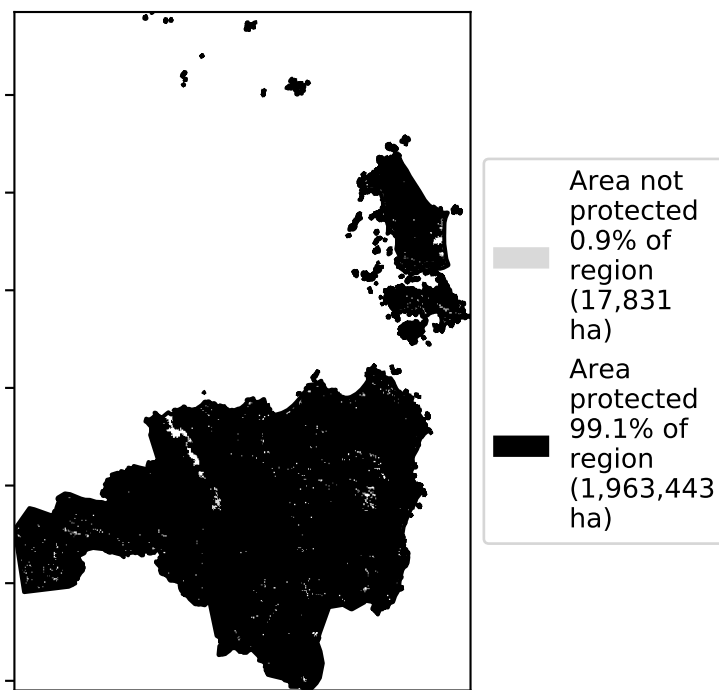 Area not
protected
0.9% of
region
(17,831
ha)
Area
protected
99.1% of
region
(1,963,443
ha)